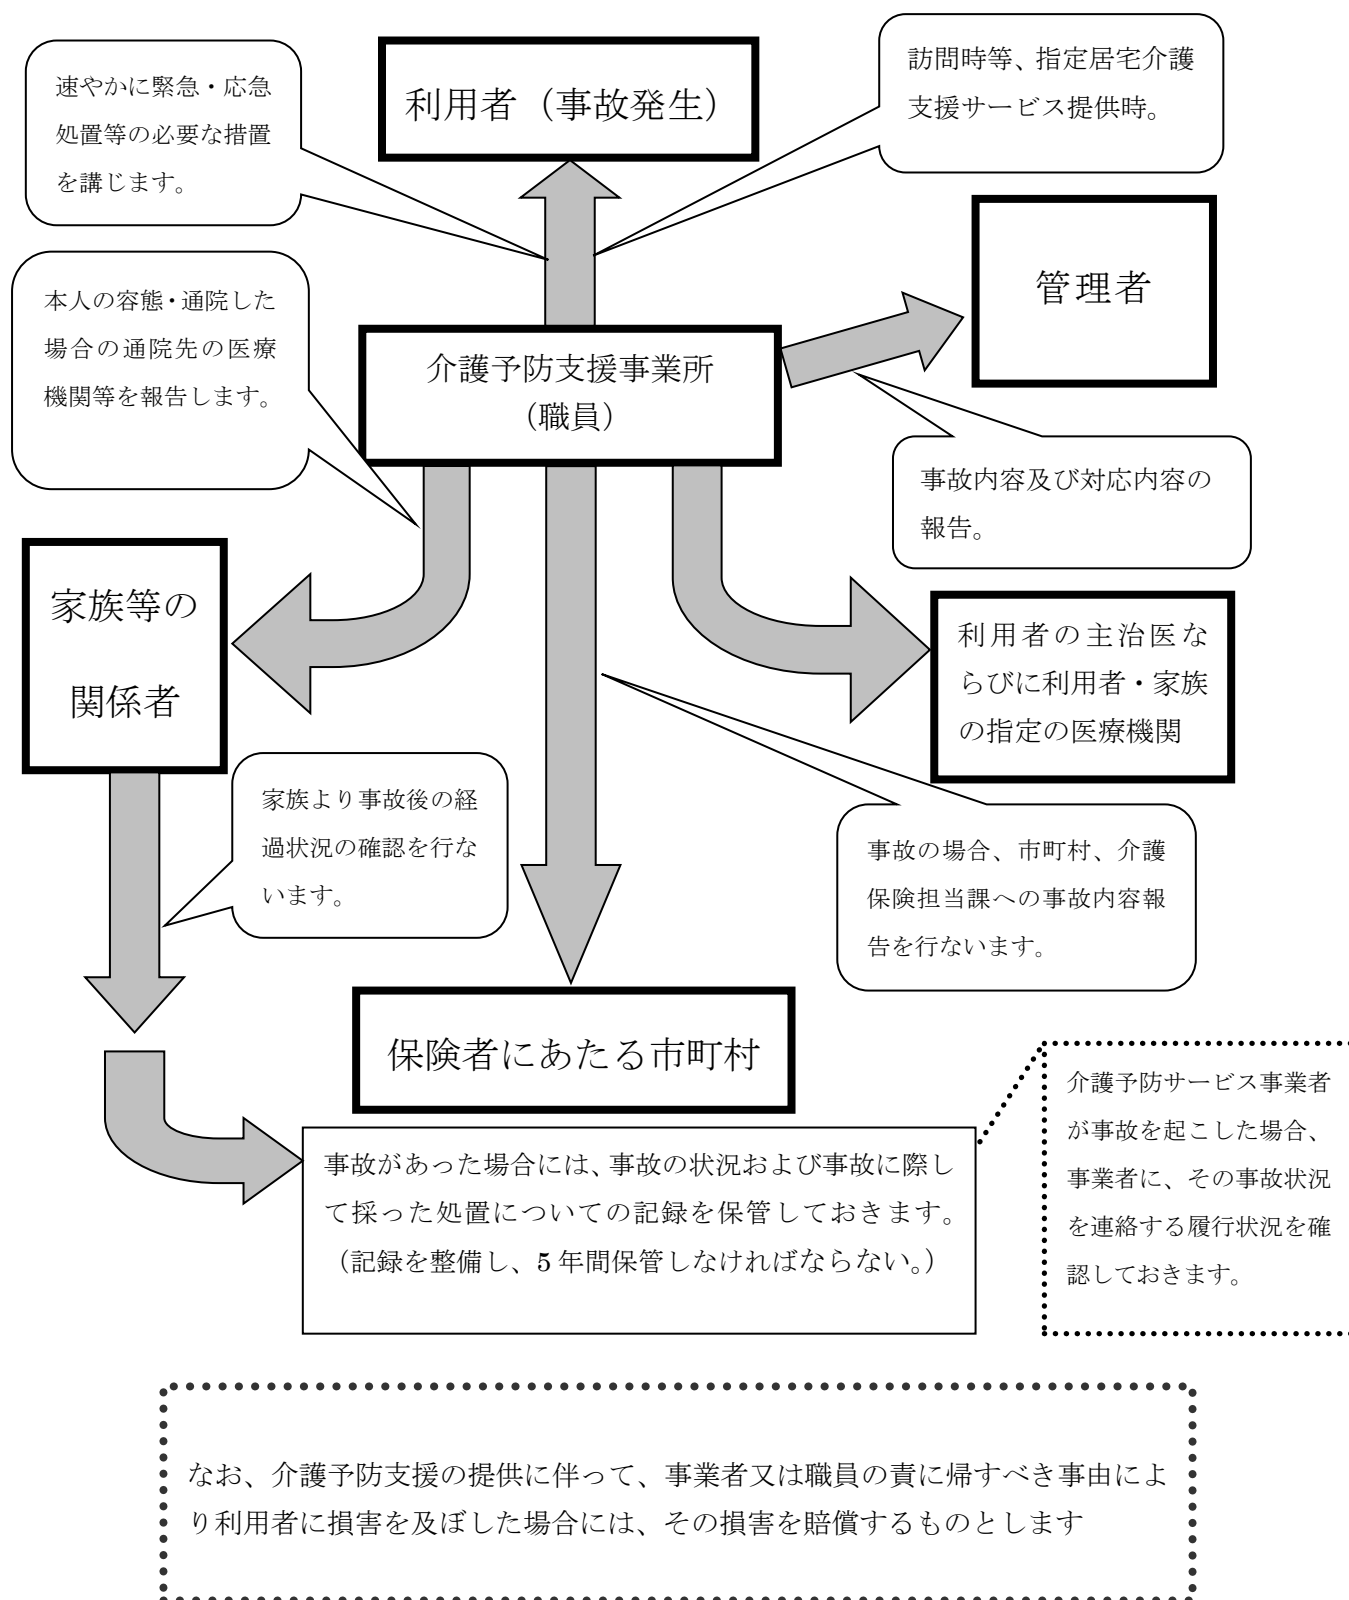 利用者（事故発生）
速やかに緊急・応急
処置等の必要な措置
を講じます。
訪問時等、指定居宅介護
支援サービス提供時。
管理者
本人の容態・通院した
場合の通院先の医療
機関等を報告します。
介護予防支援事業所
（職員）
事故内容及び対応内容の
報告。
家族等の
関係者
利用者の主治医な
らびに利用者・家族
の指定の医療機関
家族より事故後の経
過状況の確認を行な
います。
事故の場合、市町村、介護
保険担当課への事故内容報
告を行ないます。
保険者にあたる市町村
介護予防サービス事業者
が事故を起こした場合、
事業者に、その事故状況
を連絡する履行状況を確
認しておきます。
事故があった場合には、事故の状況および事故に際し
て採った処置についての記録を保管しておきます。
（記録を整備し、5 年間保管しなければならない。）
なお、介護予防支援の提供に伴って、事業者又は職員の責に帰すべき事由によ
り利用者に損害を及ぼした場合には、その損害を賠償するものとします